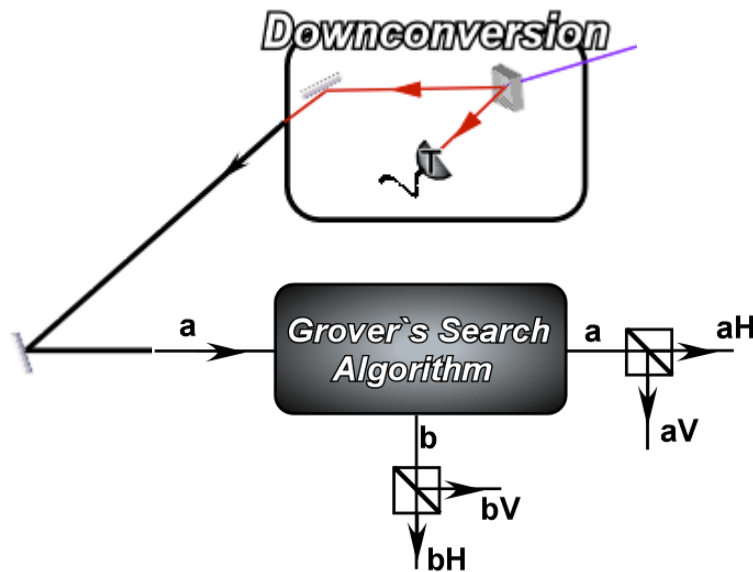 Downconversion
T
a
Grover`s Search
Algorithm
a
aH
aV
b
bV
bH